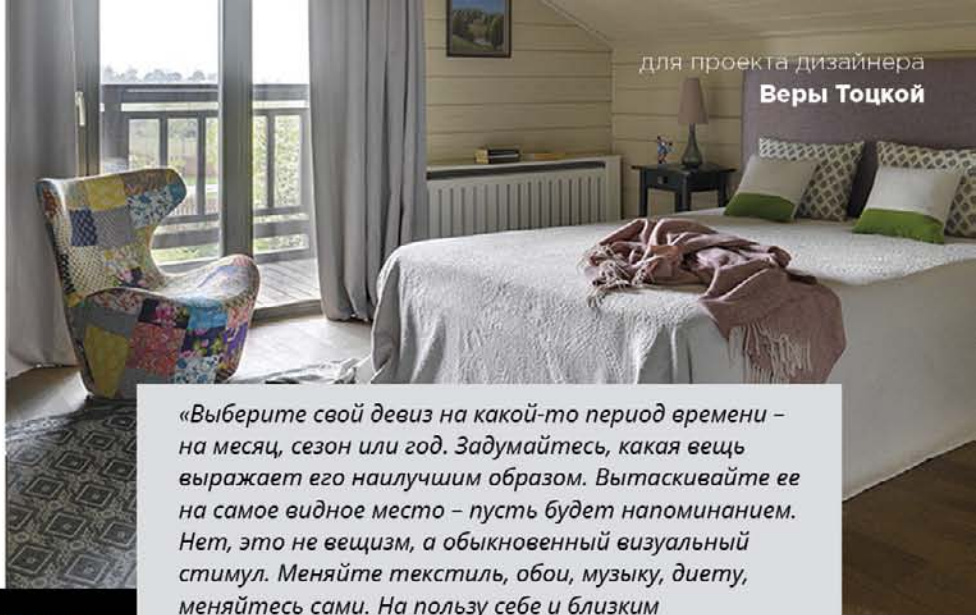 для проекта дизайнера
Веры Тоцкой
«Выберите свой девиз на какой-то период времени –
на месяц, сезон или год. Задумайтесь, какая вещь
выражает его наилучшим образом. Вытаскивайте ее
на самое видное место – пусть будет напоминанием.
Нет, это не вещизм, а обыкновенный визуальный
стимул. Меняйте текстиль, обои, музыку, диету,
меняйтесь сами. На пользу себе и близким